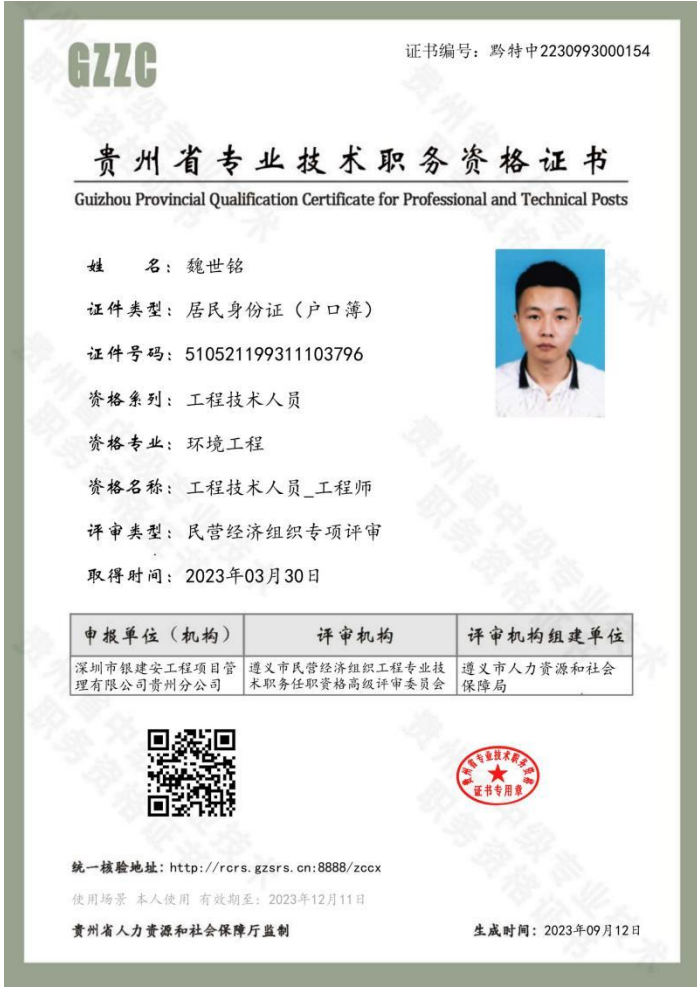 GZZC
证书编号：黔特中2230993000154
贵州省专业技术职务资格证书
Guizhou Provincial Qualification Certificate for Professional and Technical Posts
姓 名：魏世铭
证件类型：居民身份证（户口簿）
证件号码：510521199311103796
资格系列：工程技术人员
资格专业：环境工程
资格名称：工程技术人员_工程师
评审类型：民营经济组织专项评审
取得时间：2023年03月30日
申报单位（机构） 评审机构 评审机构组建单位
深圳市银建安工程项目管 遵义市民营经济组织工程专业技 遵义市人力资源和社会
理有限公司贵州分公司 术职务任职资格高级评审委员会 保障局
贵州省专业技术职务资格
证书专用章
统一核验地址：http://rcrs.gzsrs.cn:8888/zccx
使用场景 本人使用 有效期至：2023年12月11日
贵州省人力资源和社会保障厅监制 生成时间：2023年09月12日